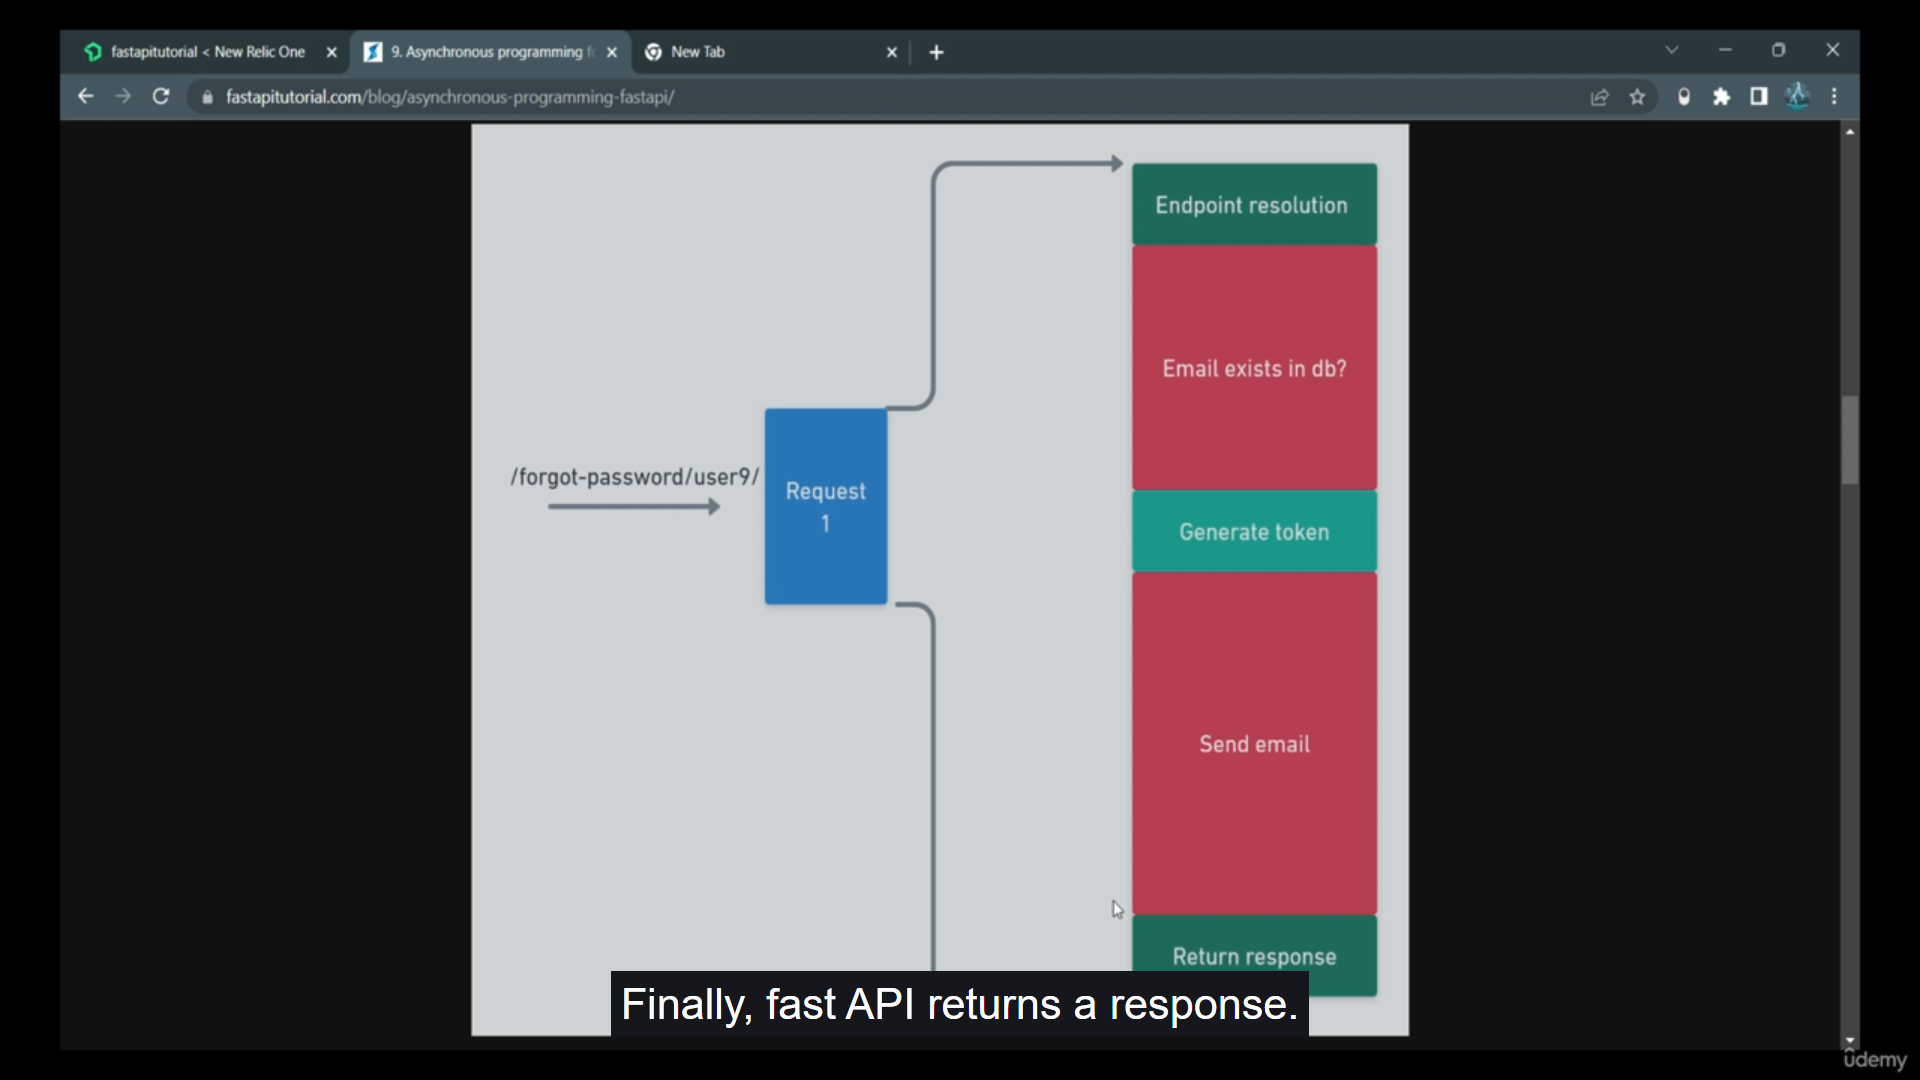 fastapitutorial < New Relic One
9. Asynchronous programming f
New Tab
fastapitutorial.com/blog/asynchronous-programming-fastapi/
Endpoint resolution
Email exists in db?
/forgot-password/user9/
Request
1
Generate token
Send email
Return response
Finally, fast API returns a response.
ûdemy